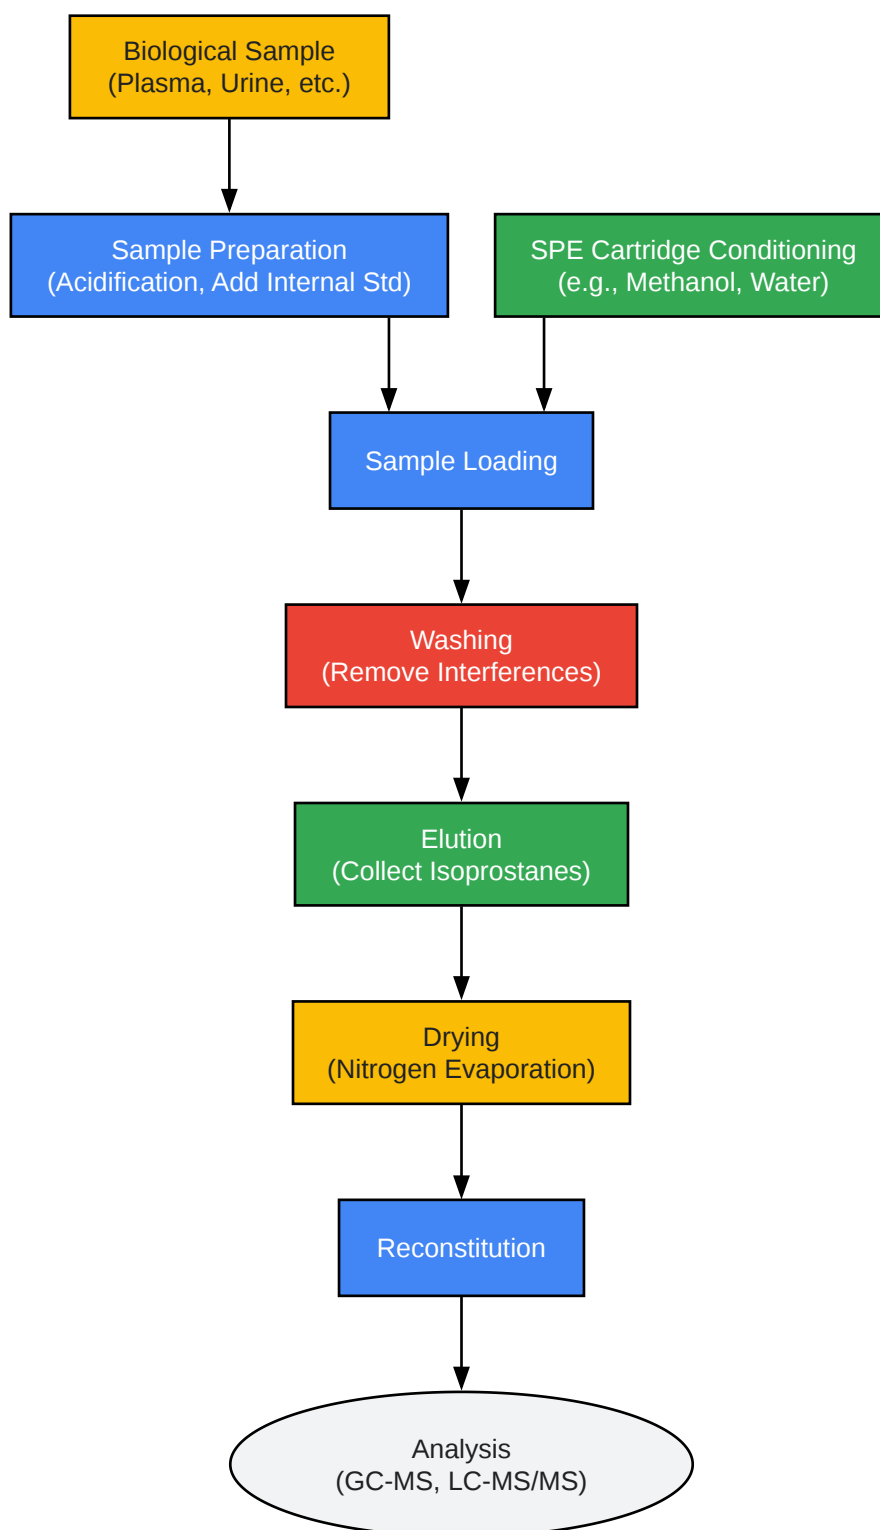 Biological Sample
(Plasma, Urine, etc.)
Sample Preparation
(Acidification, Add Internal Std)
SPE Cartridge Conditioning
(e.g., Methanol, Water)
Sample Loading
Washing
(Remove Interferences)
Elution
(Collect Isoprostanes)
Drying
(Nitrogen Evaporation)
Reconstitution
Analysis
(GC-MS, LC-MS/MS)